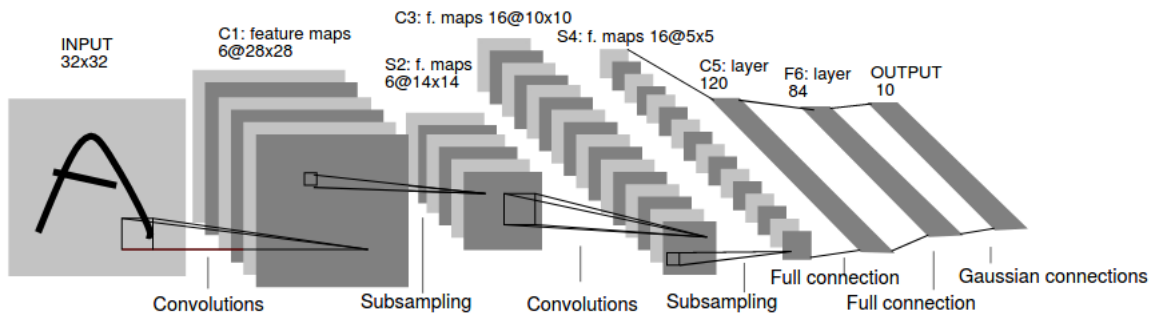 INPUT
32x32
C1: feature maps
6@28x28
S2: f. maps
6@14x14
C3: f. maps 16@10x10
S4: f. maps 16@5x5
C5: layer
120
F6: layer
84
OUTPUT
10
Convolutions
Subsampling
Convolutions
Subsampling
Full connection
Full connection
Gaussian connections